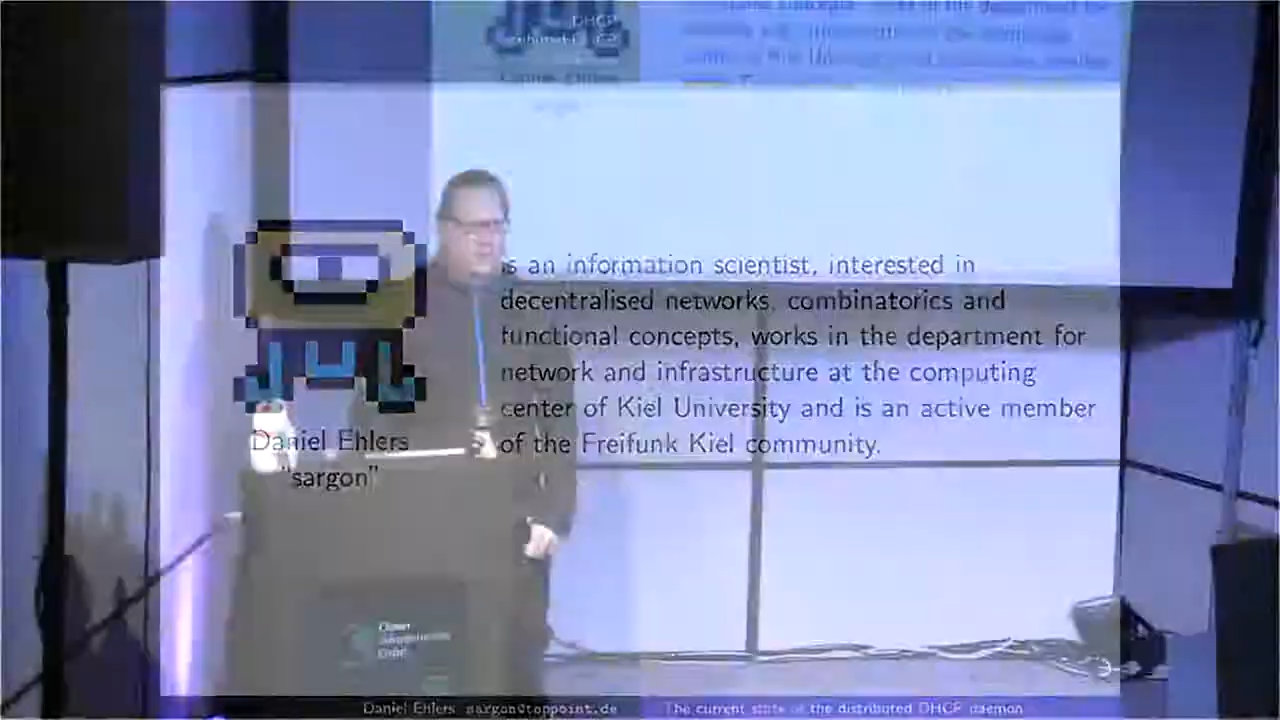 DHCP
is an information scientist, interested in
decentralised networks, combinatorics and
functional concepts, works in the department for
network and infrastructure at the computing
center of Kiel University and is an active member
of the Freifunk Kiel community.
Daniel Ehlers
"sargon"
Daniel Ehlers sargon@toppoint.de The current state of the distributed DHCP daemon